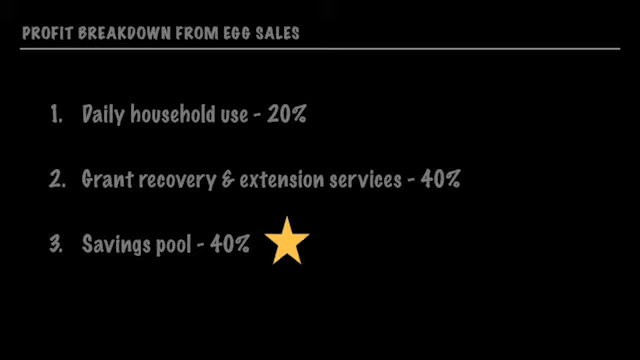 PROFIT BREAKDOWN FROM EGG SALES
1. Daily household use - 20%
2. Grant recovery & extension services - 40%
3. Savings pool - 40%